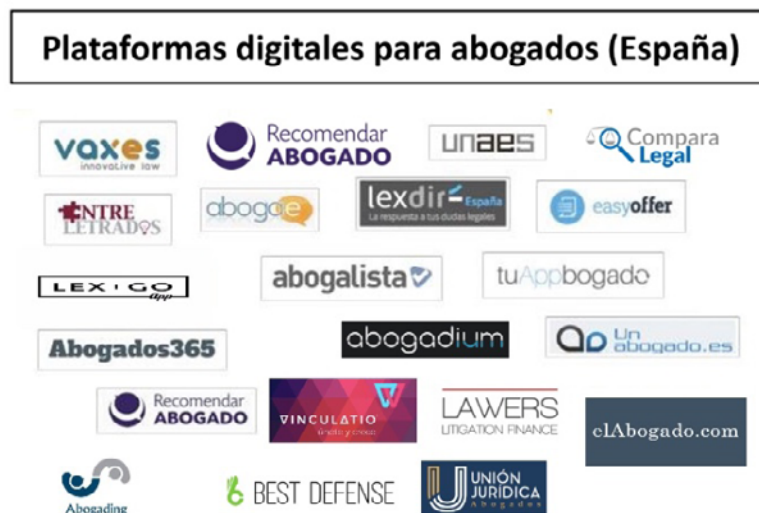 Plataformas digitales para abogados (España)
vaxes
innovative law
Recomendar
ABOGADO
unaes
Compara
Legal
ENTRE
LETRADOS
abogae
lexdir España
La respuesta a tus dudas legales
easyoffer
LEX GO
app
abogalista
tuAppbogado
Abogados365
abogadium
Un
abogado.es
Recomendar
ABOGADO
VINCULATIO
LAWERS
LITIGATION FINANCE
elAbogado.com
Abogading
BEST DEFENSE
UNIÓN
JURÍDICA
Abogados